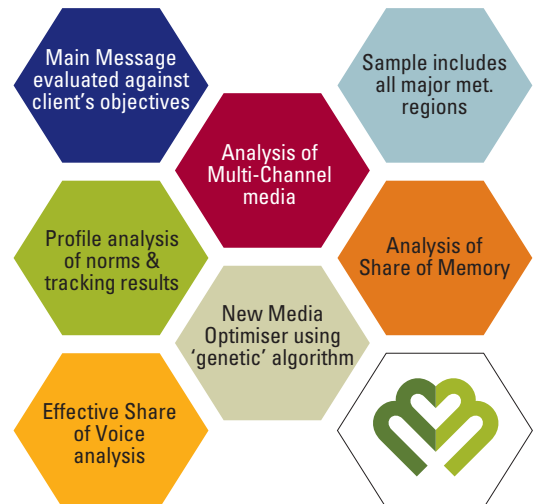 Main Message
evaluated against
client's objectives
Sample includes
all major met.
regions
Analysis of
Multi-Channel
media
Profile analysis
of norms &
tracking results
Analysis of
Share of Memory
New Media
Optimiser using
‘genetic’ algorithm
Effective Share
of Voice
analysis